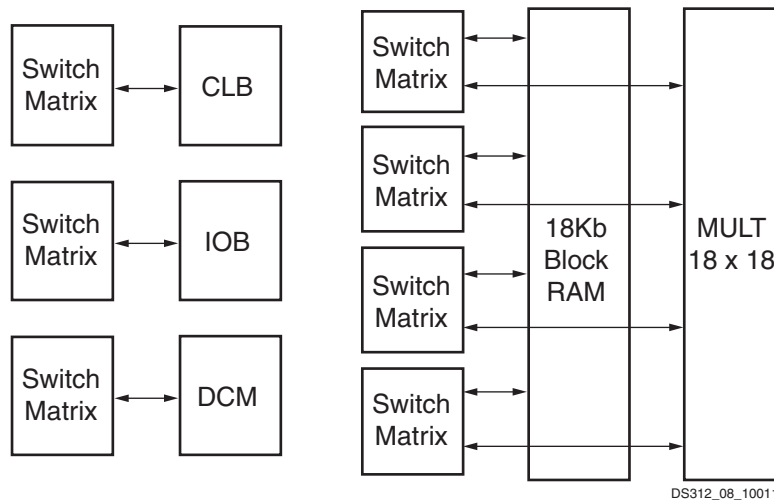 Switch
Matrix
CLB
Switch
Matrix
IOB
Switch
Matrix
DCM
Switch
Matrix
Switch
Matrix
Switch
Matrix
Switch
Matrix
18Kb
Block
RAM
MULT
18 x 18
DS312_08_10011